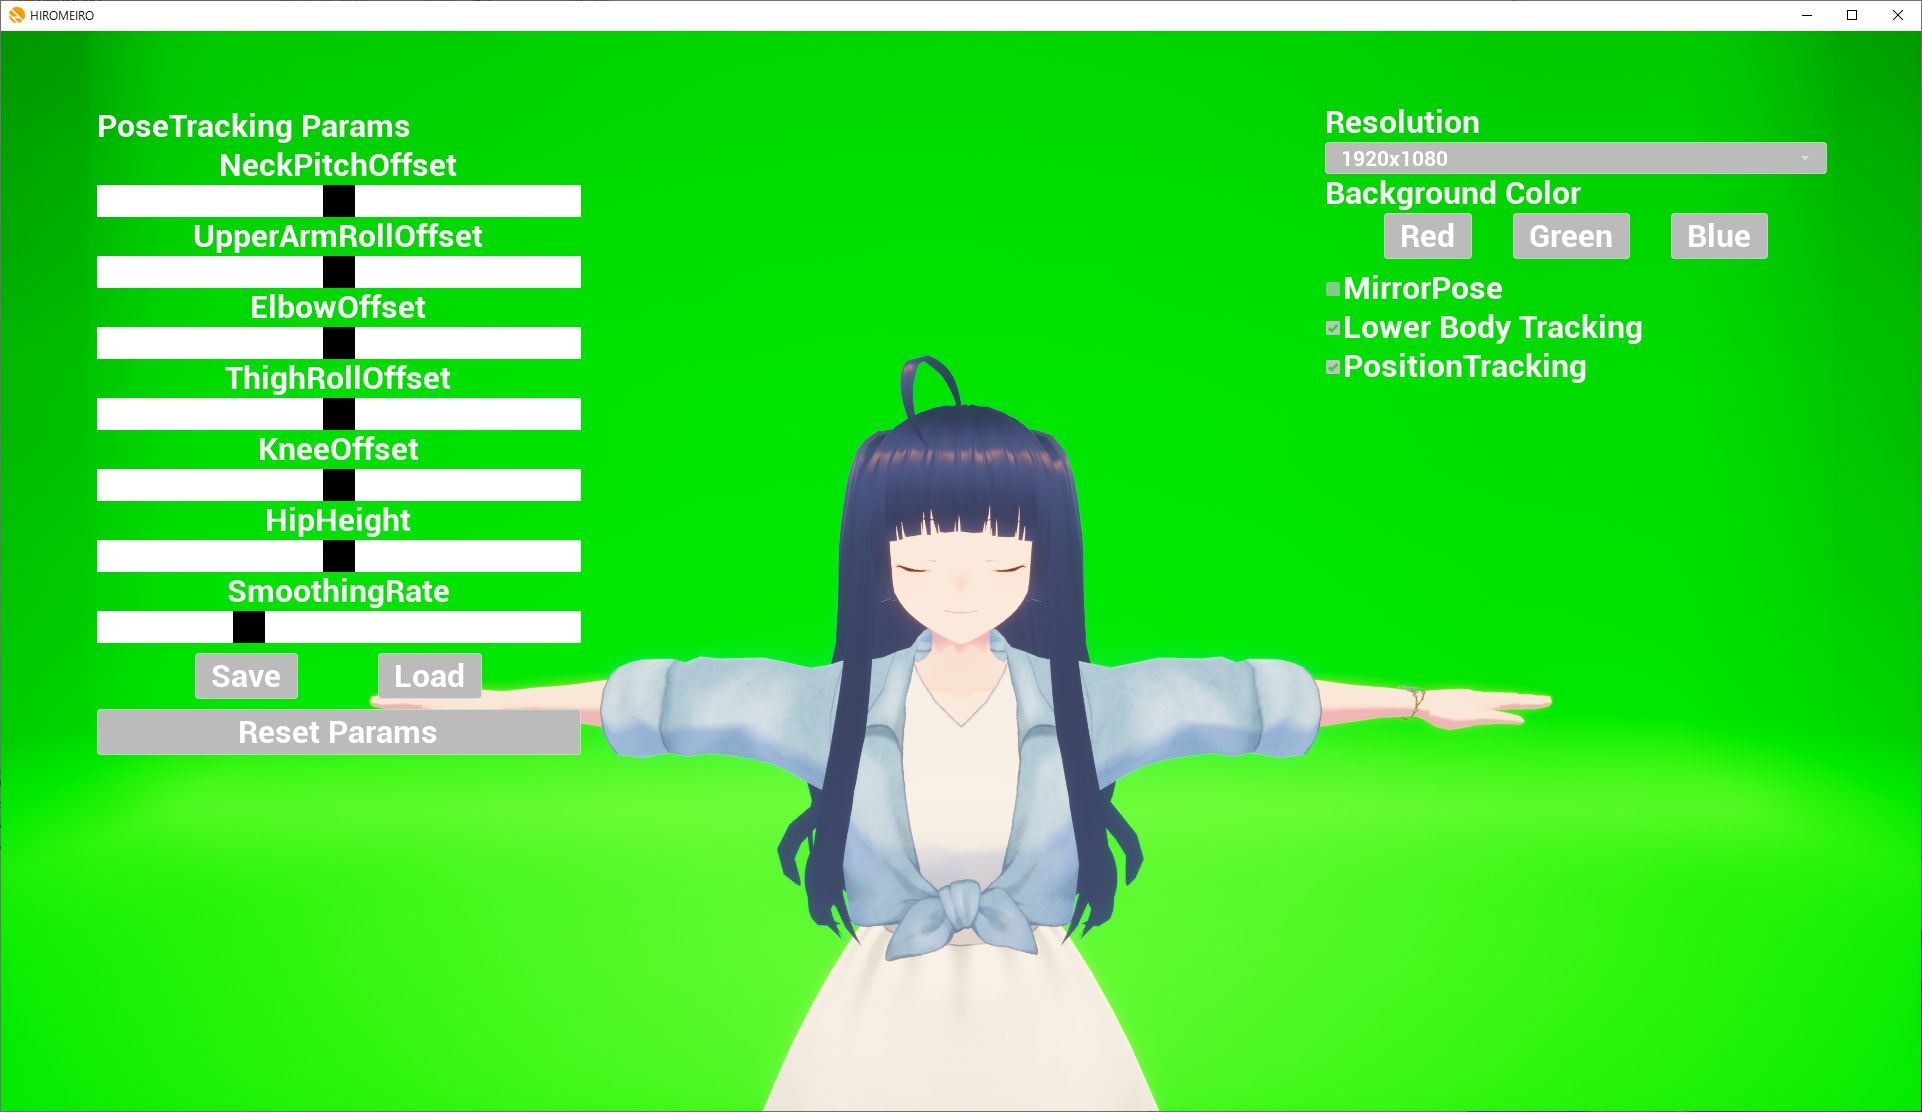 HIROMEIRO
PoseTracking Params
NeckPitchOffset
UpperArmRollOffset
ElbowOffset
ThighRollOffset
KneeOffset
HipHeight
SmoothingRate
Save Load
Reset Params
Resolution
1920x1080
Background Color
Red Green Blue
MirrorPose
Lower Body Tracking
PositionTracking